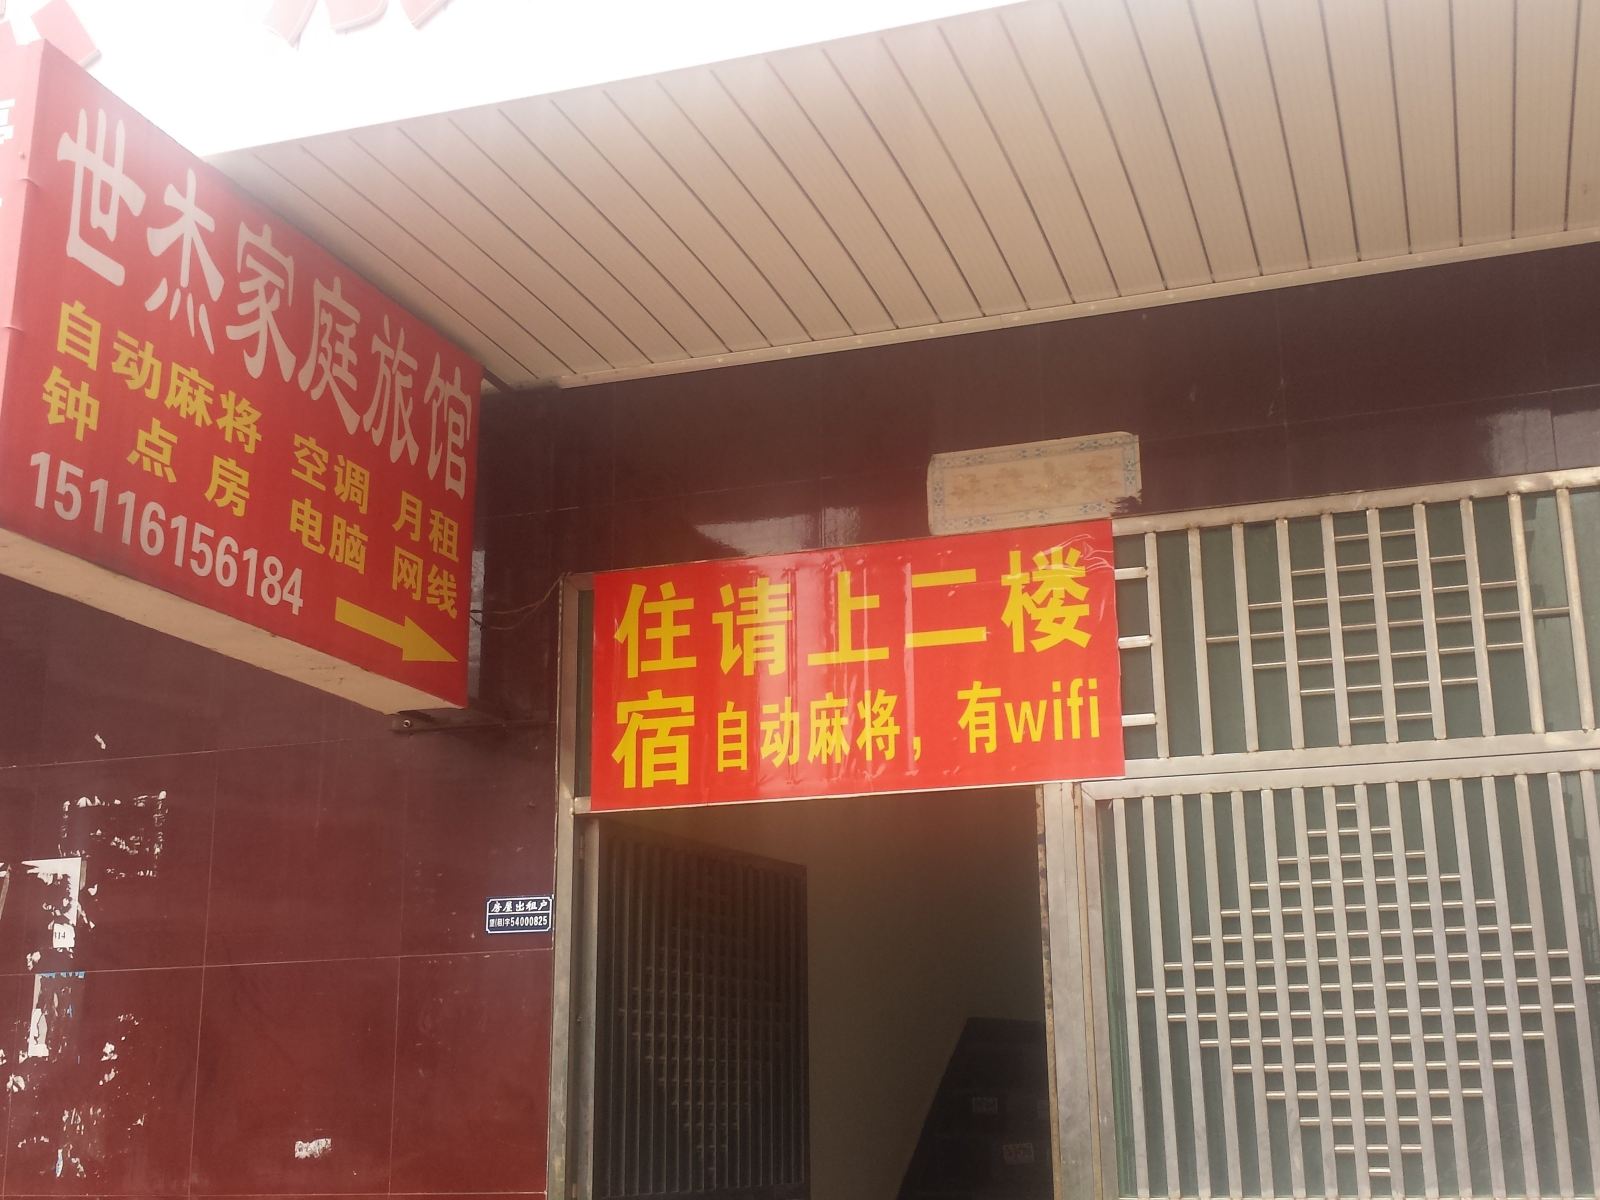 世杰家庭旅馆
自动麻将 空调 月租
钟点房 电脑 网线
15116156184
住宿
请上二楼
自动麻将，有wifi
房屋出租户
54000825